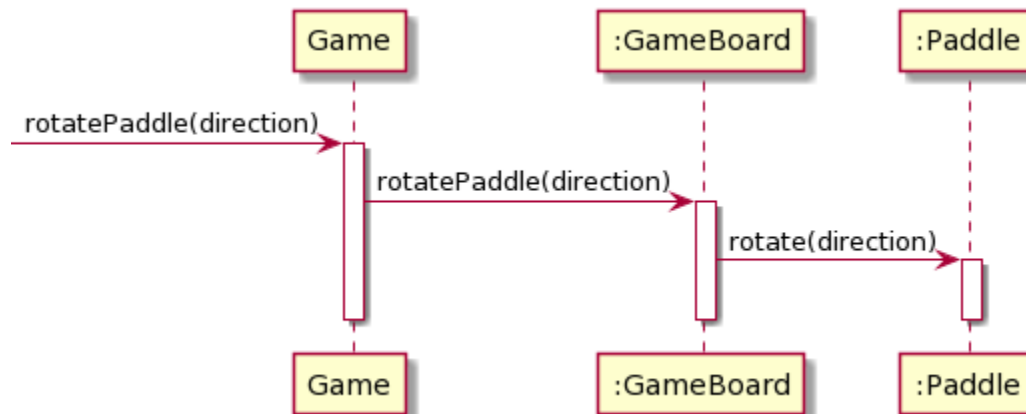 Game
:GameBoard
:Paddle
rotatePaddle(direction)
rotatePaddle(direction)
rotate(direction)
Game
:GameBoard
:Paddle